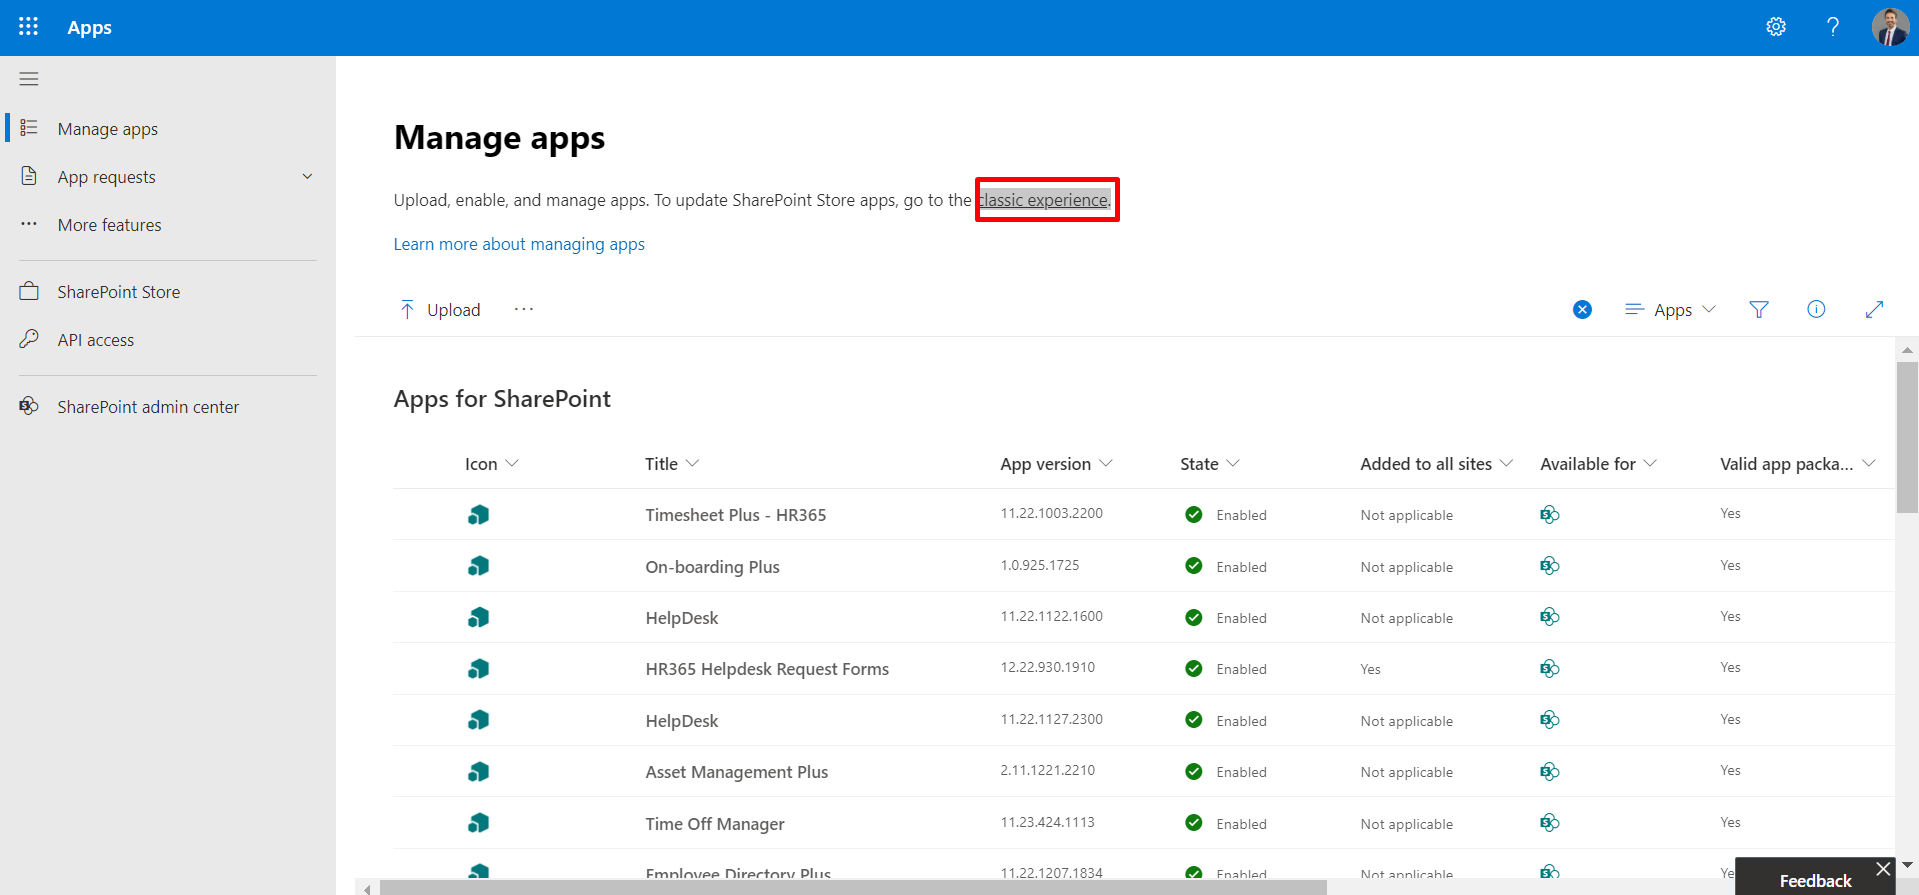 Apps
Manage apps
App requests
More features
SharePoint Store
API access
SharePoint admin center
Manage apps
Upload, enable, and manage apps. To update SharePoint Store apps, go to the classic experience.
Learn more about managing apps
Upload ···
Apps
Apps for SharePoint
Icon Title App version State Added to all sites Available for Valid app packa...
Timesheet Plus - HR365 11.22.1003.2200 Enabled Not applicable Yes
On-boarding Plus 1.0.925.1725 Enabled Not applicable Yes
HelpDesk 11.22.1122.1600 Enabled Not applicable Yes
HR365 Helpdesk Request Forms 12.22.930.1910 Enabled Yes Yes
HelpDesk 11.22.1127.2300 Enabled Not applicable Yes
Asset Management Plus 2.11.1221.2210 Enabled Not applicable Yes
Time Off Manager 11.23.424.1113 Enabled Not applicable Yes
Employee Directory Plus 11.22.1207.1834 Enabled Not applicable Ye
Feedback